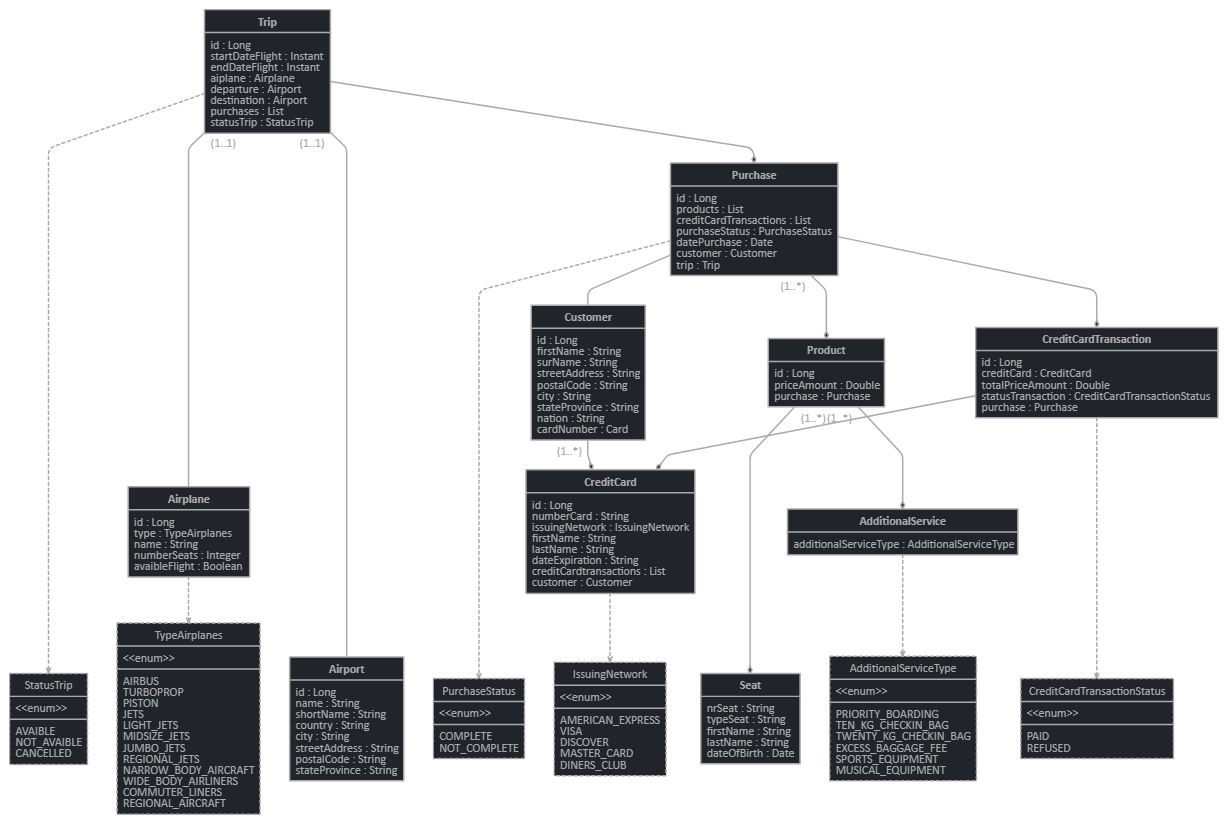 Trip
id : Long
startDateFlight : Instant
endDateFlight : Instant
aiplane : Airplane
departure : Airport
destination : Airport
purchases : List
statusTrip : StatusTrip
(1..1)
(1..1)
Purchase
id : Long
products : List
creditCardTransactions : List
purchaseStatus : PurchaseStatus
datePurchase : Date
customer : Customer
trip : Trip
(1..*)
Customer
id : Long
firstName : String
surName : String
streetAddress : String
postalCode : String
city : String
stateProvince : String
nation : String
cardNumber : Card
(1..*)
Product
id : Long
priceAmount : Double
purchase : Purchase
(1..*)
(1..*)
CreditCardTransaction
id : Long
creditCard : CreditCard
totalPriceAmount : Double
statusTransaction : CreditCardTransactionStatus
purchase : Purchase
Airplane
id : Long
type : TypeAirplanes
name : String
numberSeats : Integer
avaibleFlight : Boolean
CreditCard
id : Long
numberCard : String
issuingNetwork : IssuingNetwork
firstName : String
lastName : String
dateExpiration : String
creditCardtransactions : List
customer : Customer
AdditionalService
additionalServiceType : AdditionalServiceType
StatusTrip
<<enum>>
AVAIBLE
NOT_AVAIBLE
CANCELLED
TypeAirplanes
<<enum>>
AIRBUS
TURBOPROP
PISTON
JETS
LIGHT_JETS
MIDSIZE_JETS
JUMBO_JETS
REGIONAL_JETS
NARROW_BODY_AIRCRAFT
WIDE_BODY_AIRLINERS
COMMUTER_LINERS
REGIONAL_AIRCRAFT
Airport
id : Long
name : String
shortName : String
country : String
city : String
streetAddress : String
postalCode : String
stateProvince : String
PurchaseStatus
<<enum>>
COMPLETE
NOT_COMPLETE
IssuingNetwork
<<enum>>
AMERICAN_EXPRESS
VISA
DISCOVER
MASTER_CARD
DINERS_CLUB
Seat
nrSeat : String
typeSeat : String
firstName : String
lastName : String
dateOfBirth : Date
AdditionalServiceType
<<enum>>
PRIORITY_BOARDING
TEN_KG_CHECKIN_BAG
TWENTY_KG_CHECKIN_BAG
EXCESS_BAGGAGE_FEE
SPORTS_EQUIPMENT
MUSICAL_EQUIPMENT
CreditCardTransactionStatus
<<enum>>
PAID
REFUSED